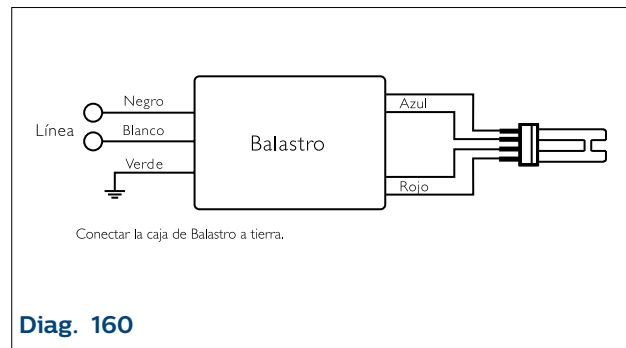 Negro
Azul
Línea
Blanco
Balastro
Verde
Rojo
Conectar la caja de Balastro a tierra.
Diag. 160